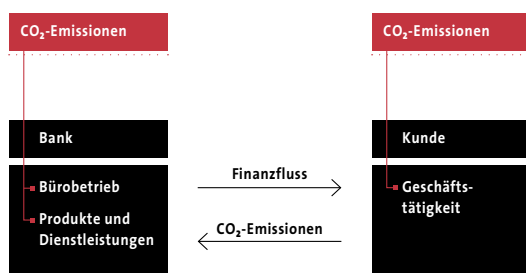 CO₂-Emissionen
CO₂-Emissionen
Bank
Kunde
Bürobetrieb
Produkte und
Dienstleistungen
Finanzfluss
CO₂-Emissionen
Geschäfts-
tätigkeit